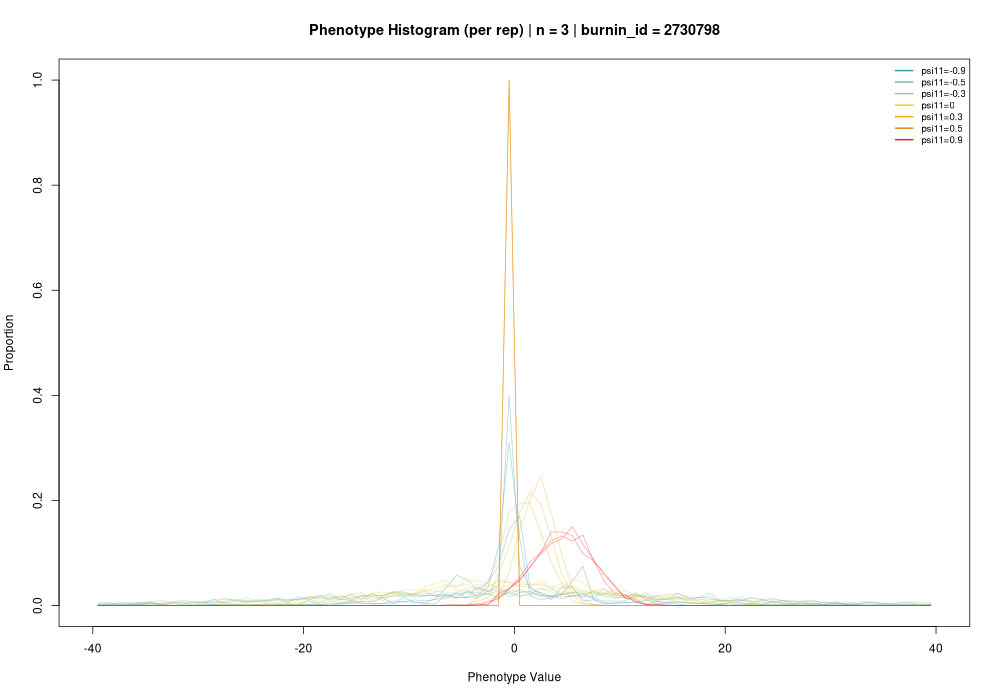 Phenotype Histogram (per rep) | n = 3 | burnin_id = 2730798
psi11=-0.9
psi11=-0.5
psi11=-0.3
psi11=0
psi11=0.3
psi11=0.5
psi11=0.9
1.0
0.8
0.6
0.4
0.2
0.0
Proportion
-40 -20 0 20 40
Phenotype Value